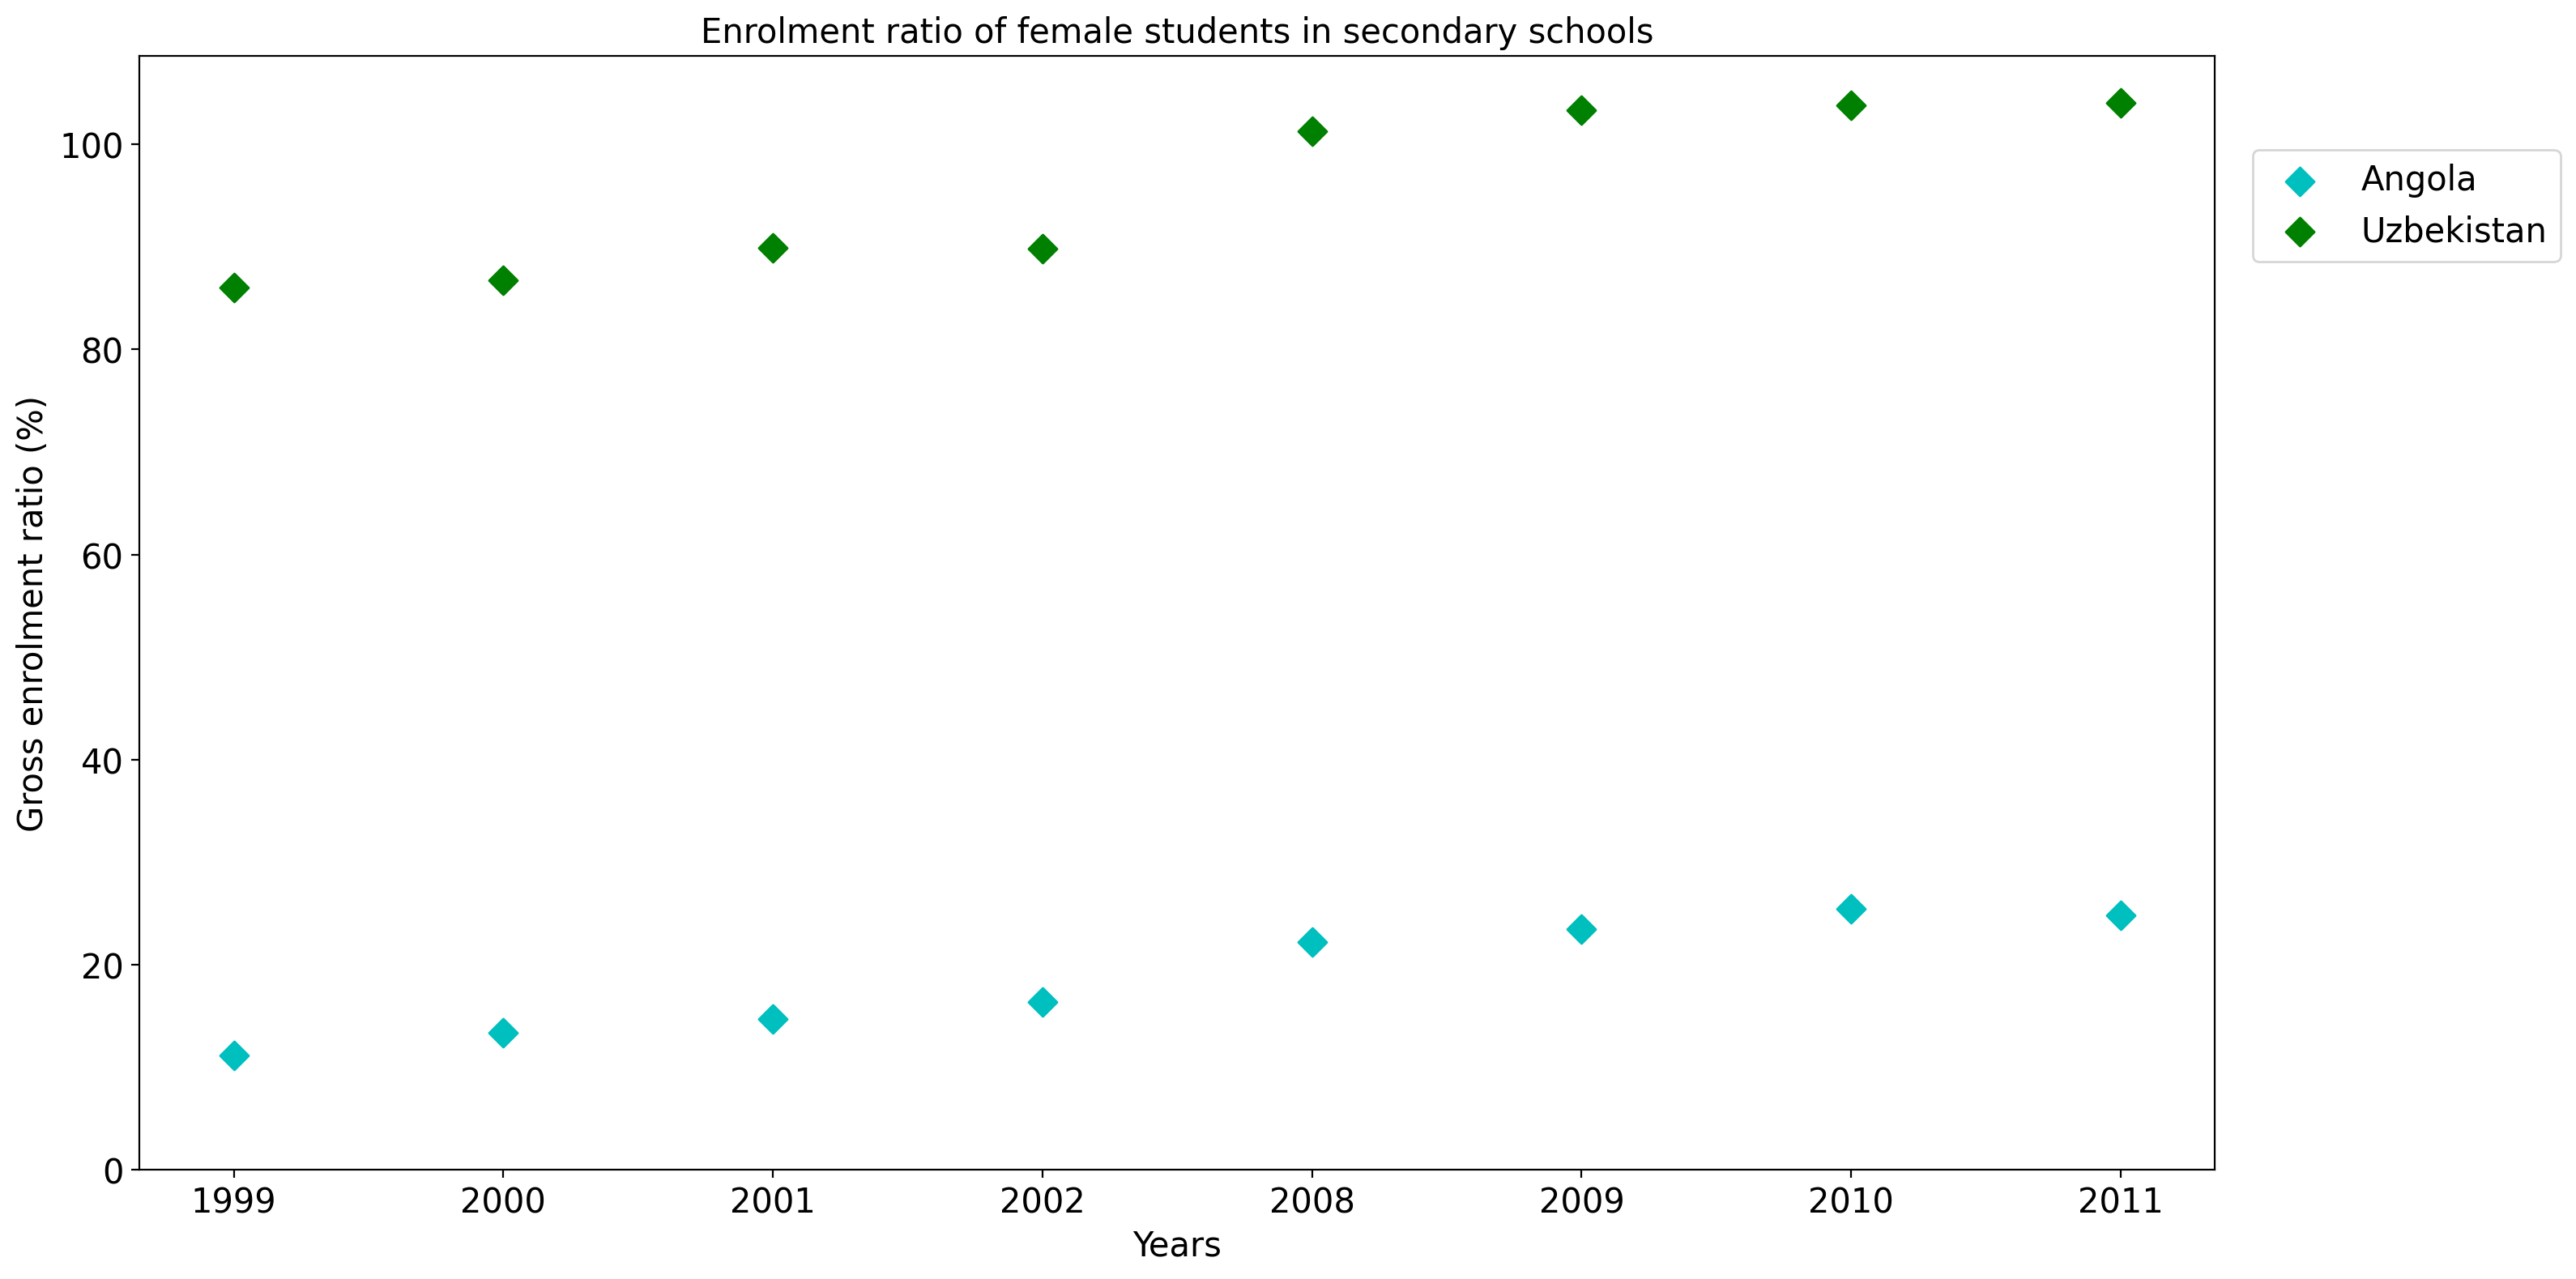 Enrolment ratio of female students in secondary schools
Gross enrolment ratio (%)
100
80
60
40
20
0
1999 2000 2001 2002 2008 2009 2010 2011
Years
Angola
Uzbekistan